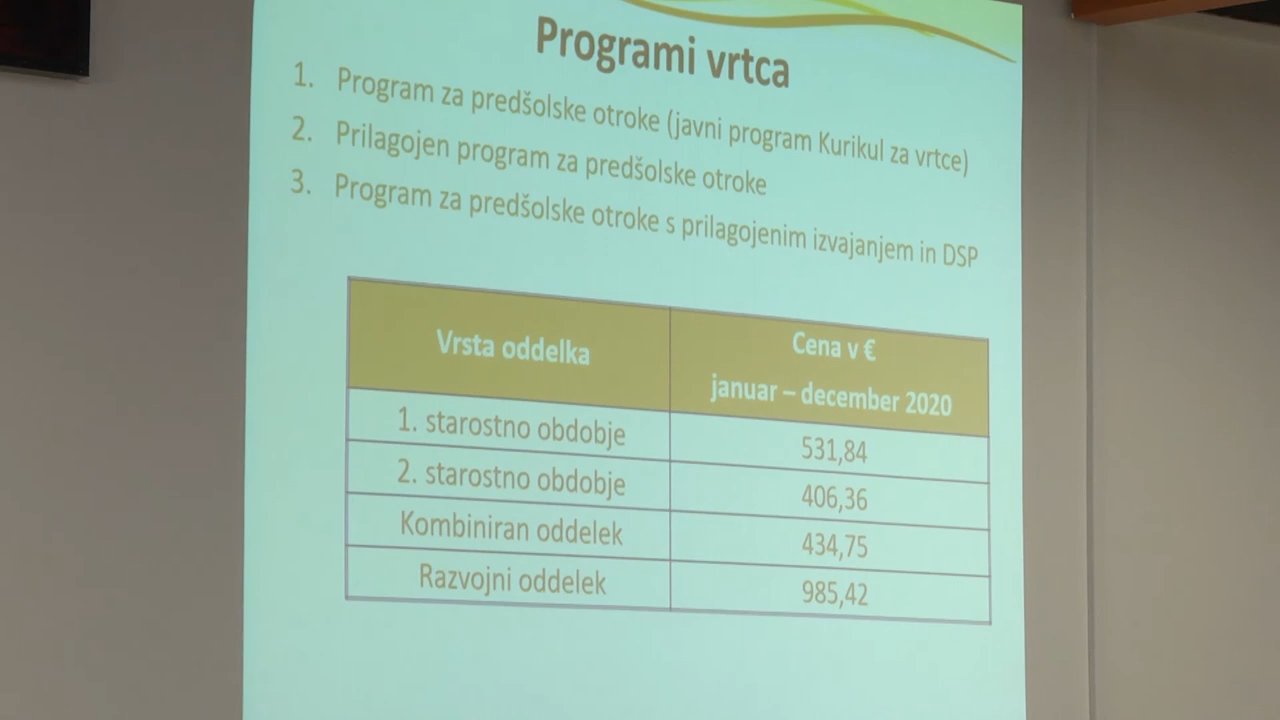 Programi vrtca
1. Program za predšolske otroke (javni program Kurikul za vrtce)
2. Prilagojen program za predšolske otroke
3. Program za predšolske otroke s prilagojenim izvajanjem in DSP
Vrsta oddelka
Cena v €
januar – december 2020
1. starostno obdobje
531,84
2. starostno obdobje
406,36
Kombiniran oddelek
434,75
Razvojni oddelek
985,42